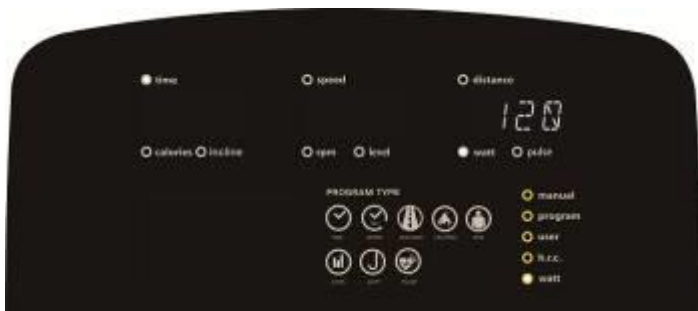 time speed distance
120
calories incline rpm level watt pulse
PROGRAM TYPE
manual
program
user
h.r.c.
watt